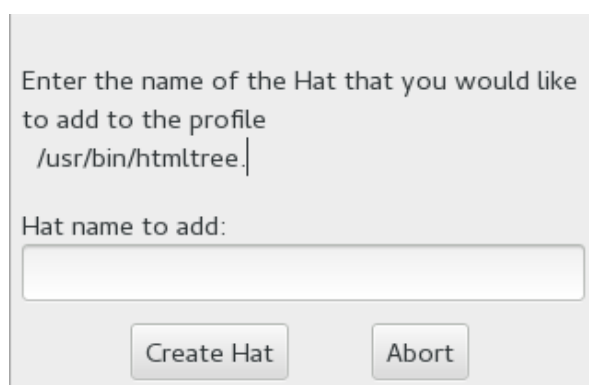 Enter the name of the Hat that you would like
to add to the profile
/usr/bin/htmltree.
Hat name to add:
Create Hat
Abort